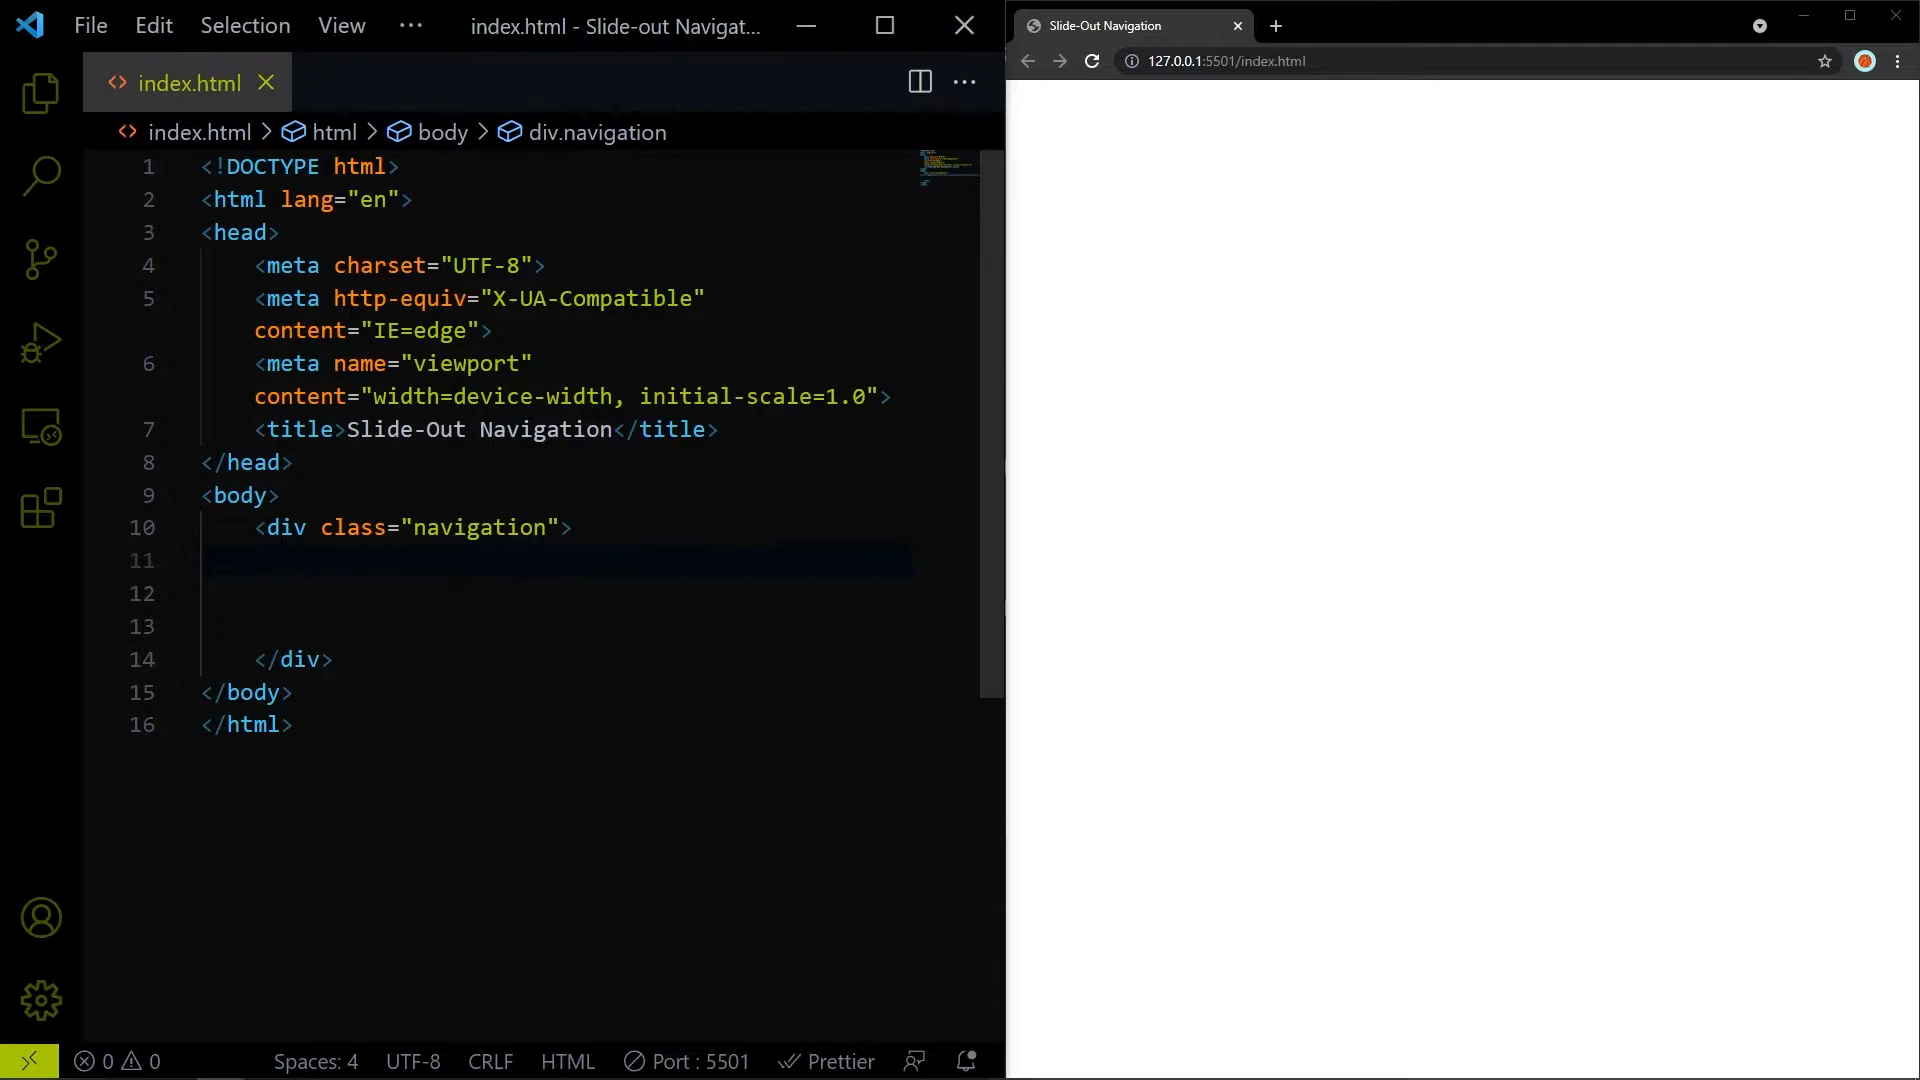 File Edit Selection View ··· index.html - Slide-out Navigat...
index.html
index.html > html > body > div.navigation
1 <!DOCTYPE html>
2 <html lang="en">
3 <head>
4 <meta charset="UTF-8">
5 <meta http-equiv="X-UA-Compatible"
content="IE=edge">
6 <meta name="viewport"
content="width=device-width, initial-scale=1.0">
7 <title>Slide-Out Navigation</title>
8 </head>
9 <body>
10 <div class="navigation">
11
12
13
14 </div>
15 </body>
16 </html>
0 0 Spaces: 4 UTF-8 CRLF HTML Port : 5501 Prettier
Slide-Out Navigation
127.0.0.1:5501/index.html